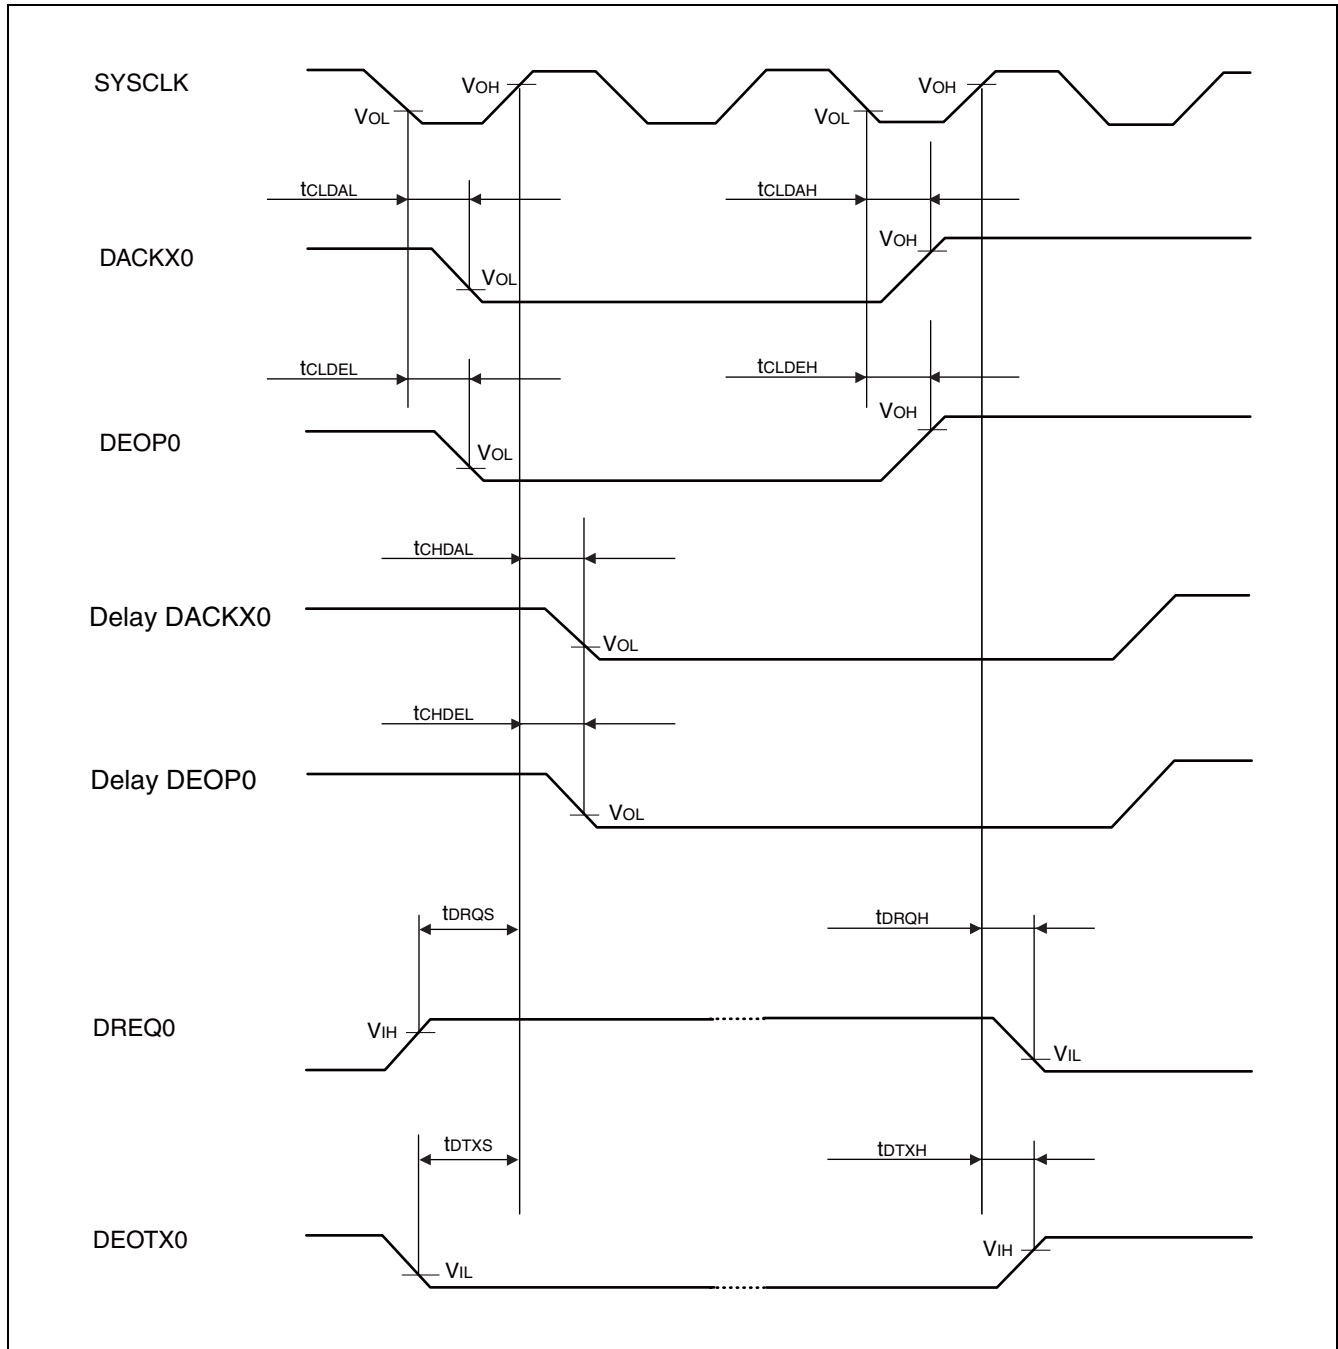 SYSCLK
VOL
VOH
VOL
VOH
tCLDAL
tCLDAH
DACKX0
VOL
VOH
tCLDEL
tCLDEH
DEOP0
VOL
VOH
tCHDAL
Delay DACKX0
VOL
tCHDEL
Delay DEOP0
VOL
tDRQS
tDRQH
DREQ0
VIH
VIL
tDTXS
tDTXH
DEOTX0
VIL
VIH